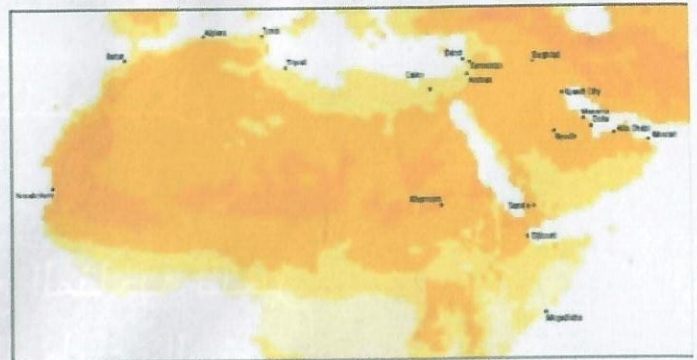 Tunis
Algiers
Rabat
Tripoli
Beirut
Damascus
Baghdad
Amman
Cairo
Kuwait City
Manama
Doha
Riyadh
Abu Dhabi
Muscat
Nouakchott
Khartoum
Sana'a
Djibouti
Mogadishu